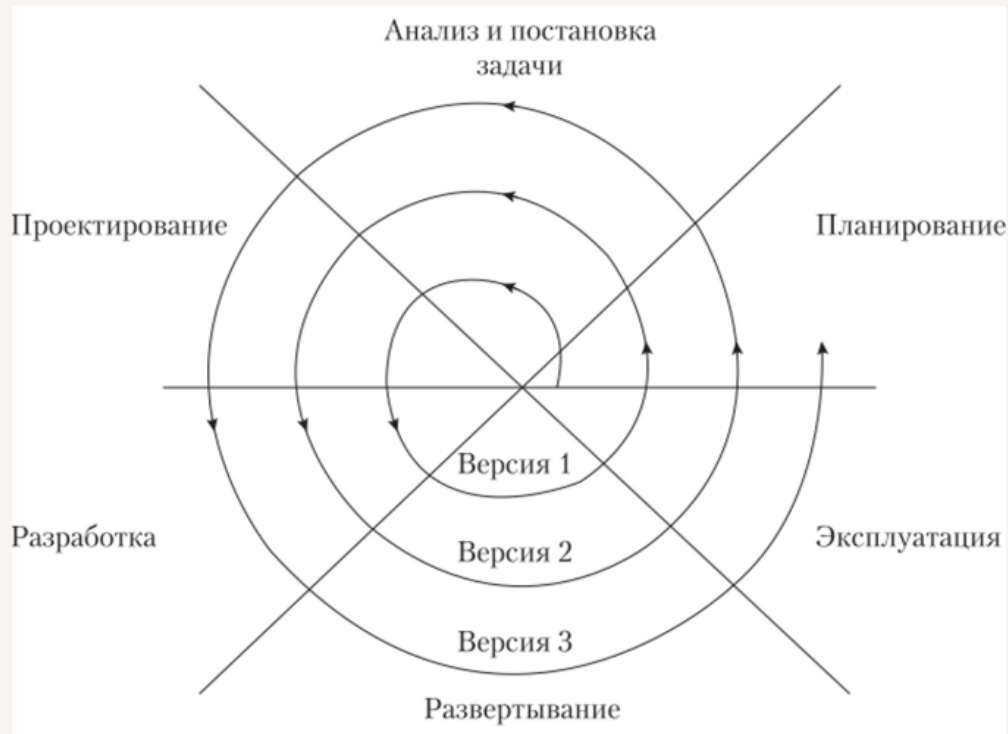 Анализ и постановка
задачи
Проектирование
Планирование
Версия 1
Разработка
Версия 2
Эксплуатация
Версия 3
Развертывание